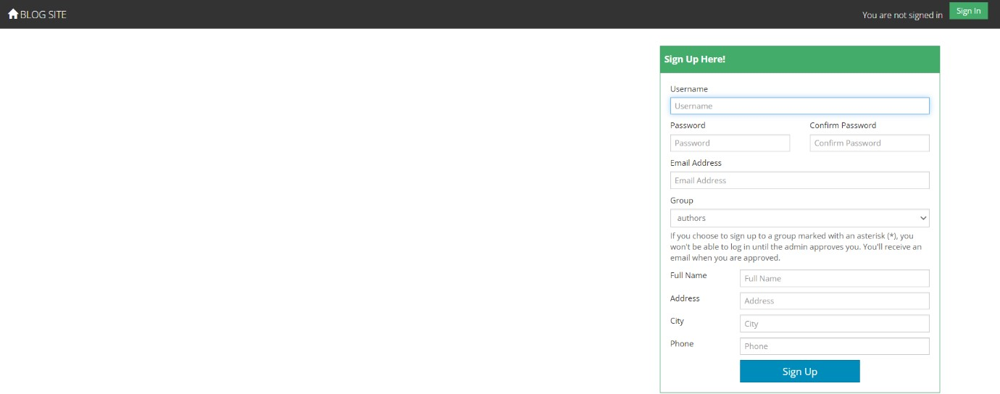 BLOG SITE
You are not signed in
Sign In
Sign Up Here!
Username
Username
Password
Confirm Password
Password
Confirm Password
Email Address
Email Address
Group
authors
If you choose to sign up to a group marked with an asterisk (*), you
won't be able to log in until the admin approves you. You'll receive an
email when you are approved.
Full Name
Full Name
Address
Address
City
City
Phone
Phone
Sign Up